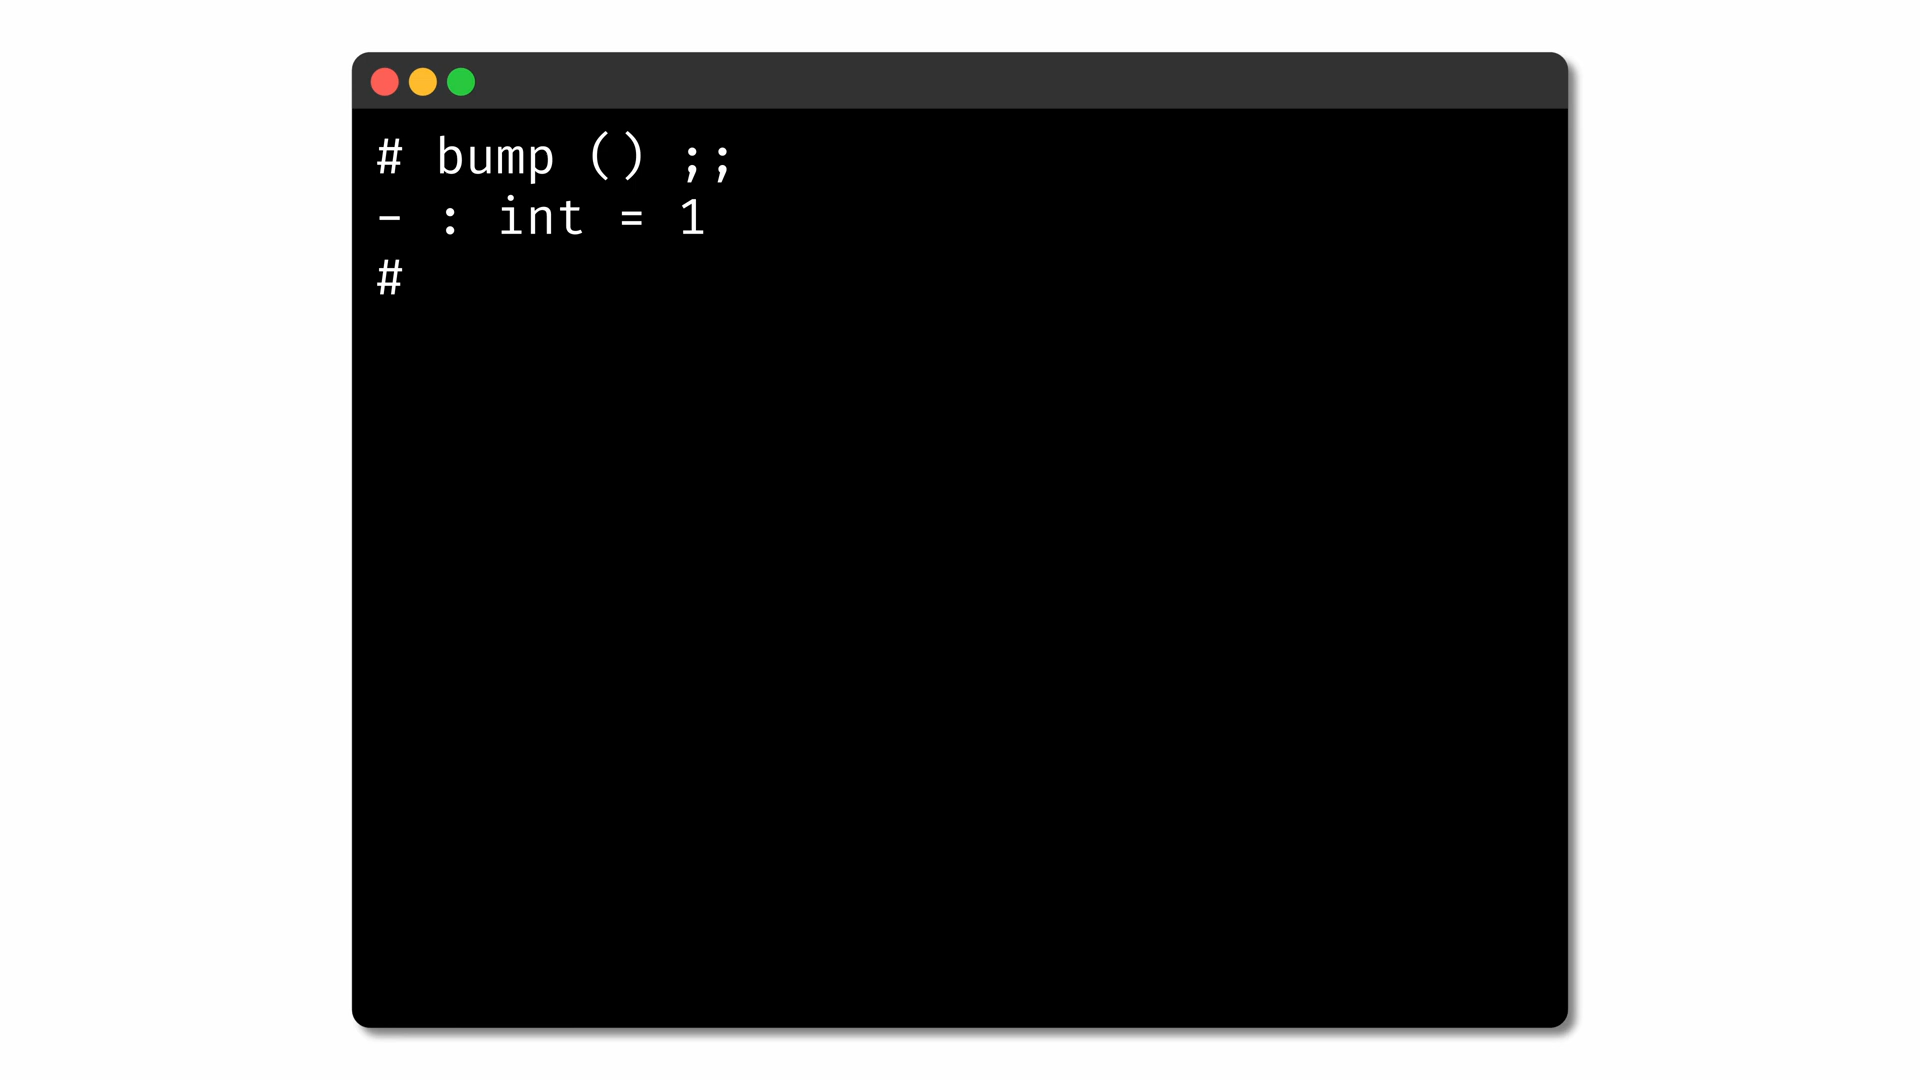 # bump () ;;
- : int = 1
#